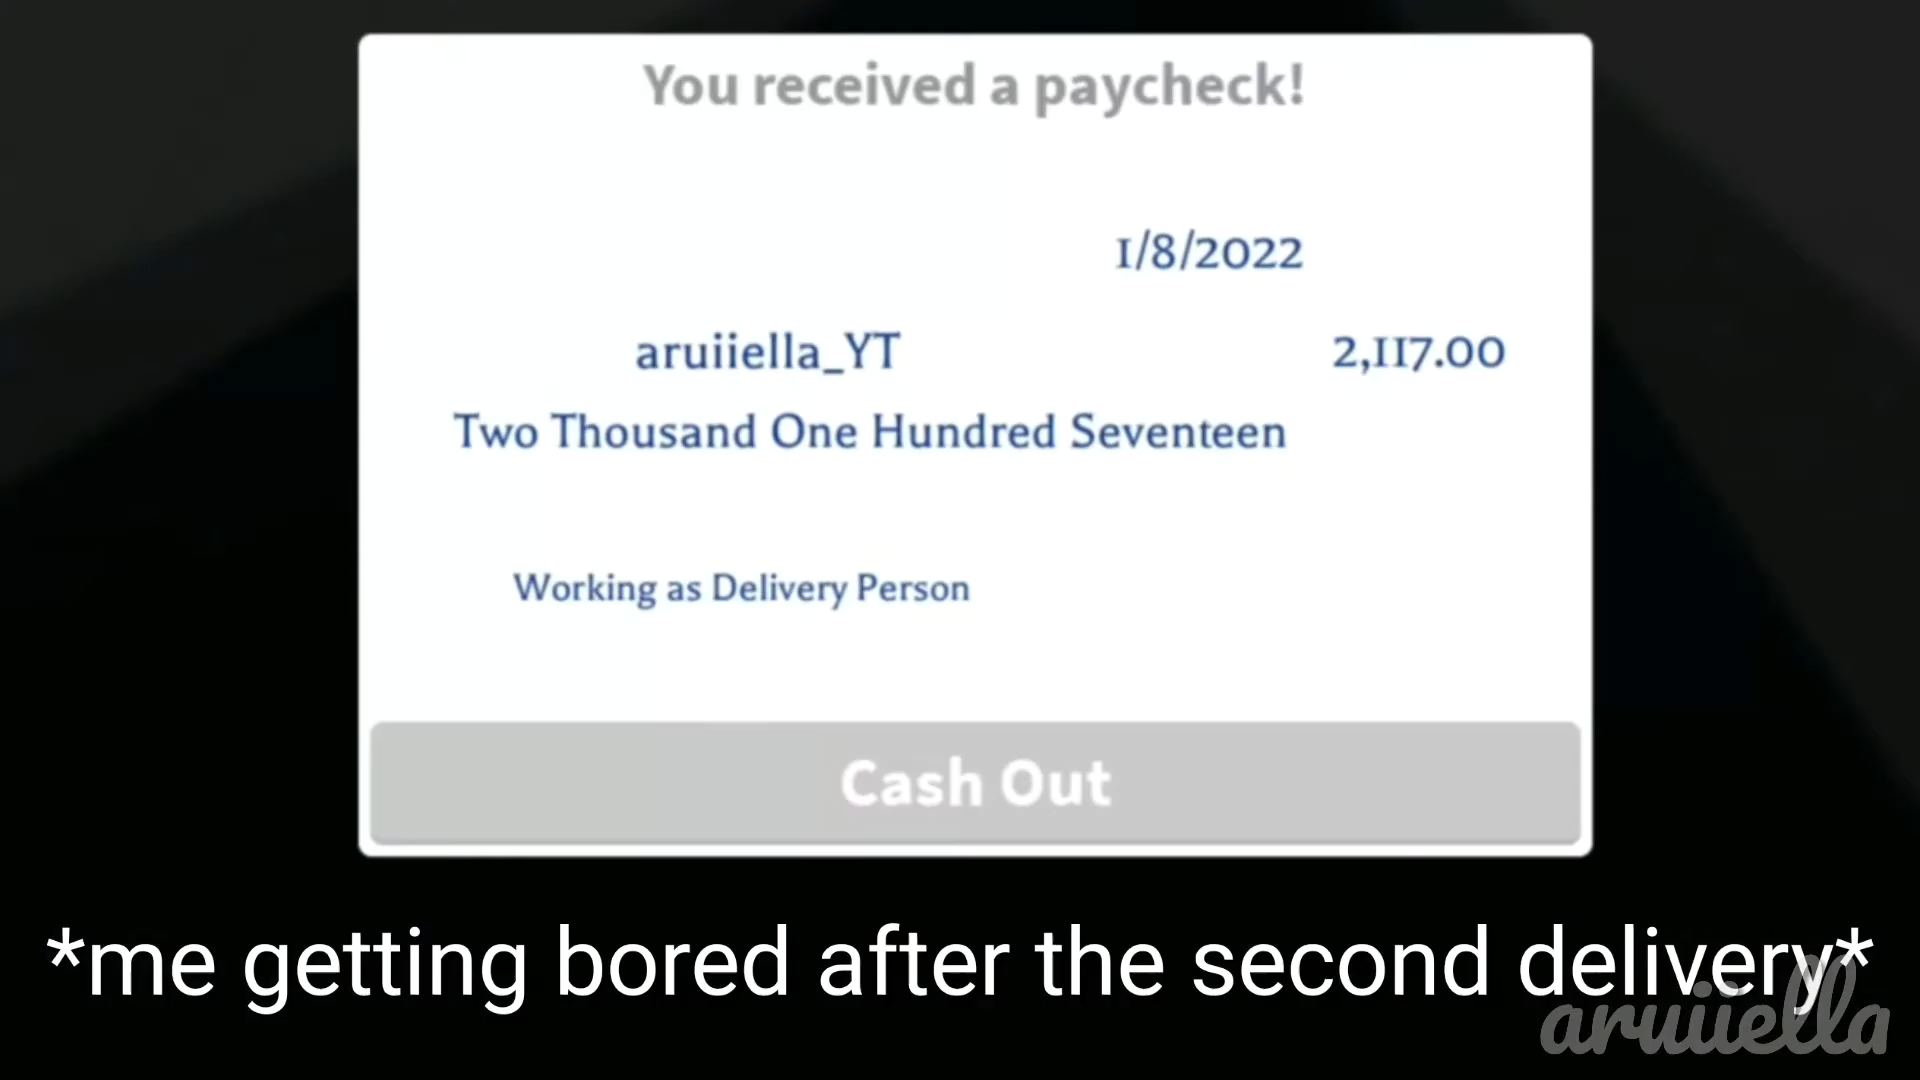 You received a paycheck!
1/8/2022
aruiiella_YT 2,117.00
Two Thousand One Hundred Seventeen
Working as Delivery Person
Cash Out
*me getting bored after the second delivery*
aruiiella